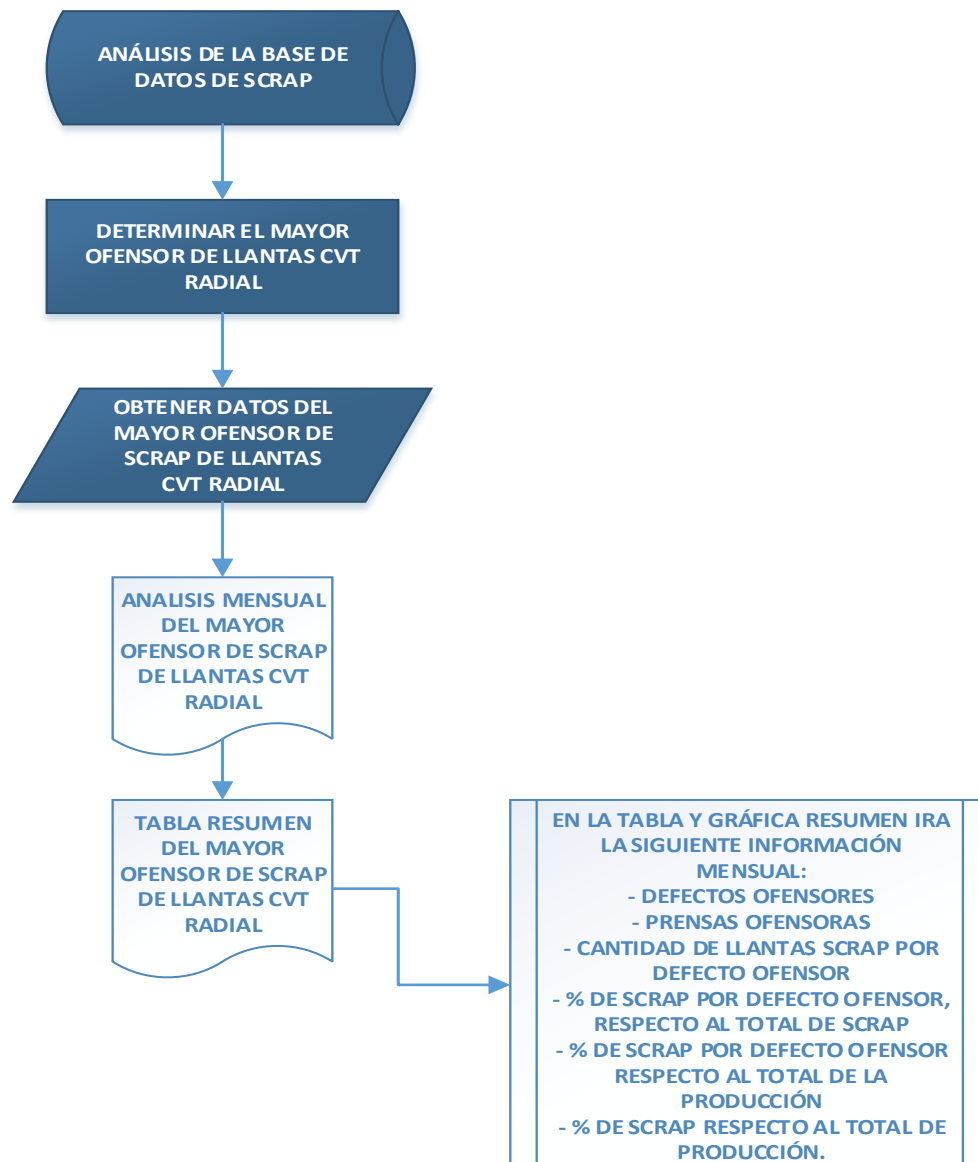 ANÁLISIS DE LA BASE DE
DATOS DE SCRAP
DETERMINAR EL MAYOR
OFENSOR DE LLANTAS CVT
RADIAL
OBTENER DATOS DEL
MAYOR OFENSOR DE
SCRAP DE LLANTAS
CVT RADIAL
ANALISIS MENSUAL
DEL MAYOR
OFENSOR DE SCRAP
DE LLANTAS CVT
RADIAL
TABLA RESUMEN
DEL MAYOR
OFENSOR DE SCRAP
DE LLANTAS CVT
RADIAL
EN LA TABLA Y GRÁFICA RESUMEN IRA
LA SIGUIENTE INFORMACIÓN
MENSUAL:
- DEFECTOS OFENSORES
- PRENSAS OFENSORAS
- CANTIDAD DE LLANTAS SCRAP POR
DEFECTO OFENSOR
- % DE SCRAP POR DEFECTO OFENSOR,
RESPECTO AL TOTAL DE SCRAP
- % DE SCRAP POR DEFECTO OFENSOR
RESPECTO AL TOTAL DE LA
PRODUCCIÓN
- % DE SCRAP RESPECTO AL TOTAL DE
PRODUCCIÓN.